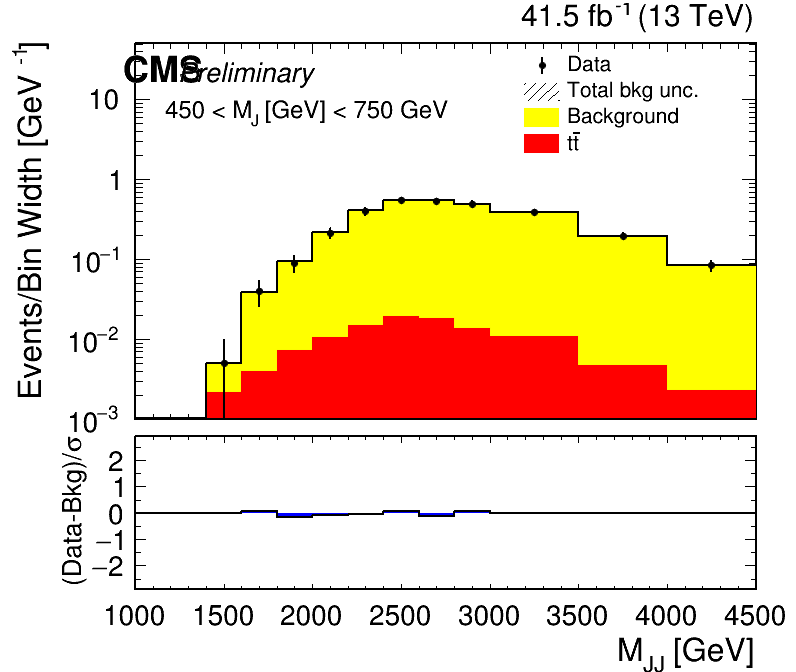 41.5 fb⁻¹ (13 TeV)
CMS Preliminary
450 < M_J [GeV] < 750 GeV
Data
Total bkg unc.
Background
tt̄
Events/Bin Width [GeV⁻¹]
10
1
10⁻¹
10⁻²
10⁻³
(Data-Bkg)/σ
2
1
0
−1
−2
1000 1500 2000 2500 3000 3500 4000 4500
M_JJ [GeV]